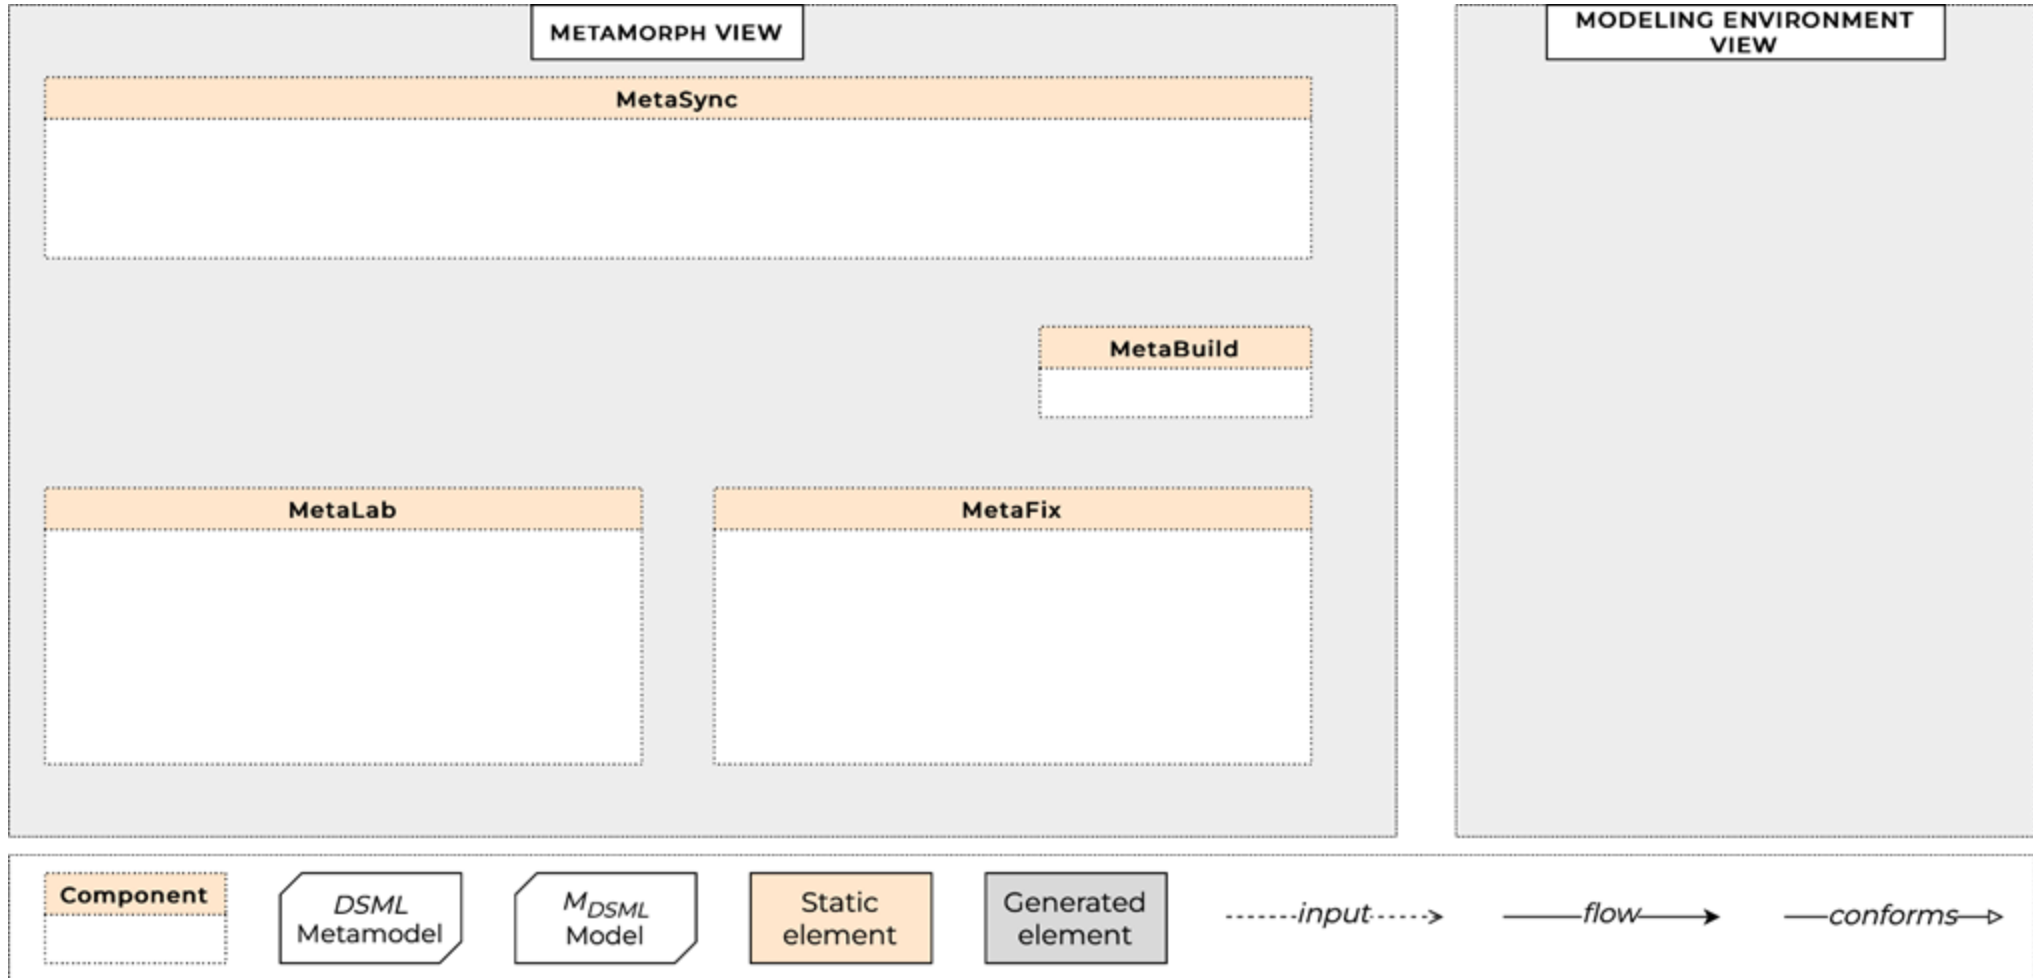 METAMORPH VIEW
MODELING ENVIRONMENT
VIEW
MetaSync
MetaBuild
MetaLab
MetaFix
Component
DSML
Metamodel
M_DSML
Model
Static
element
Generated
element
input
flow
conforms